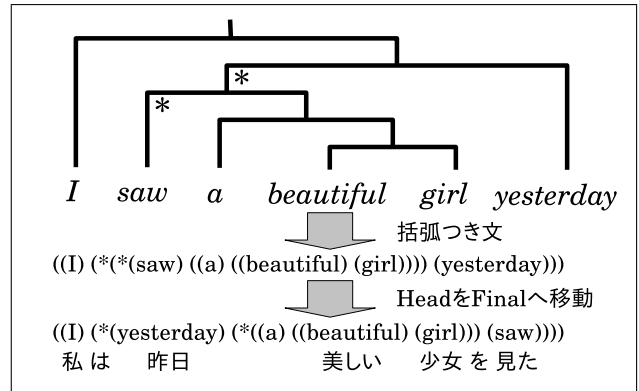 *
*
I saw a beautiful girl yesterday
括弧つき文
((I) (*(*(saw) ((a) ((beautiful) (girl)))) (yesterday)))
HeadをFinalへ移動
((I) (*(yesterday) (*((a) ((beautiful) (girl))) (saw))))
私 は 昨日 美しい 少女 を 見た